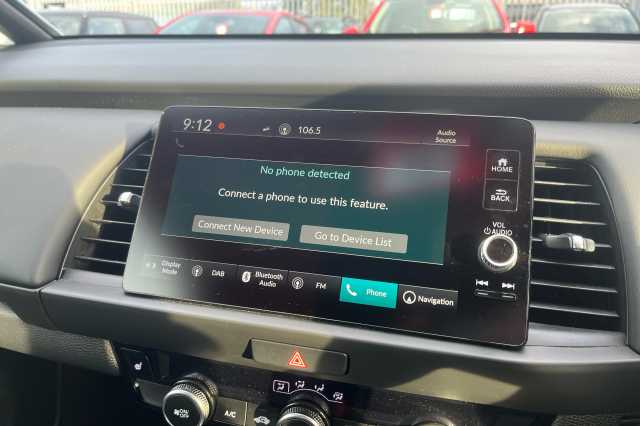 9:12 106.5 Audio
Source
No phone detected
Connect a phone to use this feature.
Connect New Device Go to Device List
Display
Mode DAB Bluetooth
Audio FM Phone Navigation
HOME
BACK
VOL
AUDIO
A/C